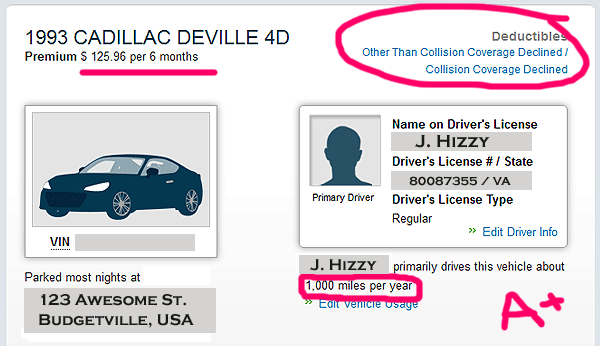 1993 CADILLAC DEVILLE 4D
Premium $ 125.96 per 6 months
Deductibles
Other Than Collision Coverage Declined /
Collision Coverage Declined
VIN
Parked most nights at
123 Awesome St.
Budgetville, USA
Primary Driver
Name on Driver's License
J. Hizzy
Driver's License # / State
80087355 / VA
Driver's License Type
Regular
» Edit Driver Info
J. Hizzy primarily drives this vehicle about
1,000 miles per year
» Edit Vehicle Usage
A+